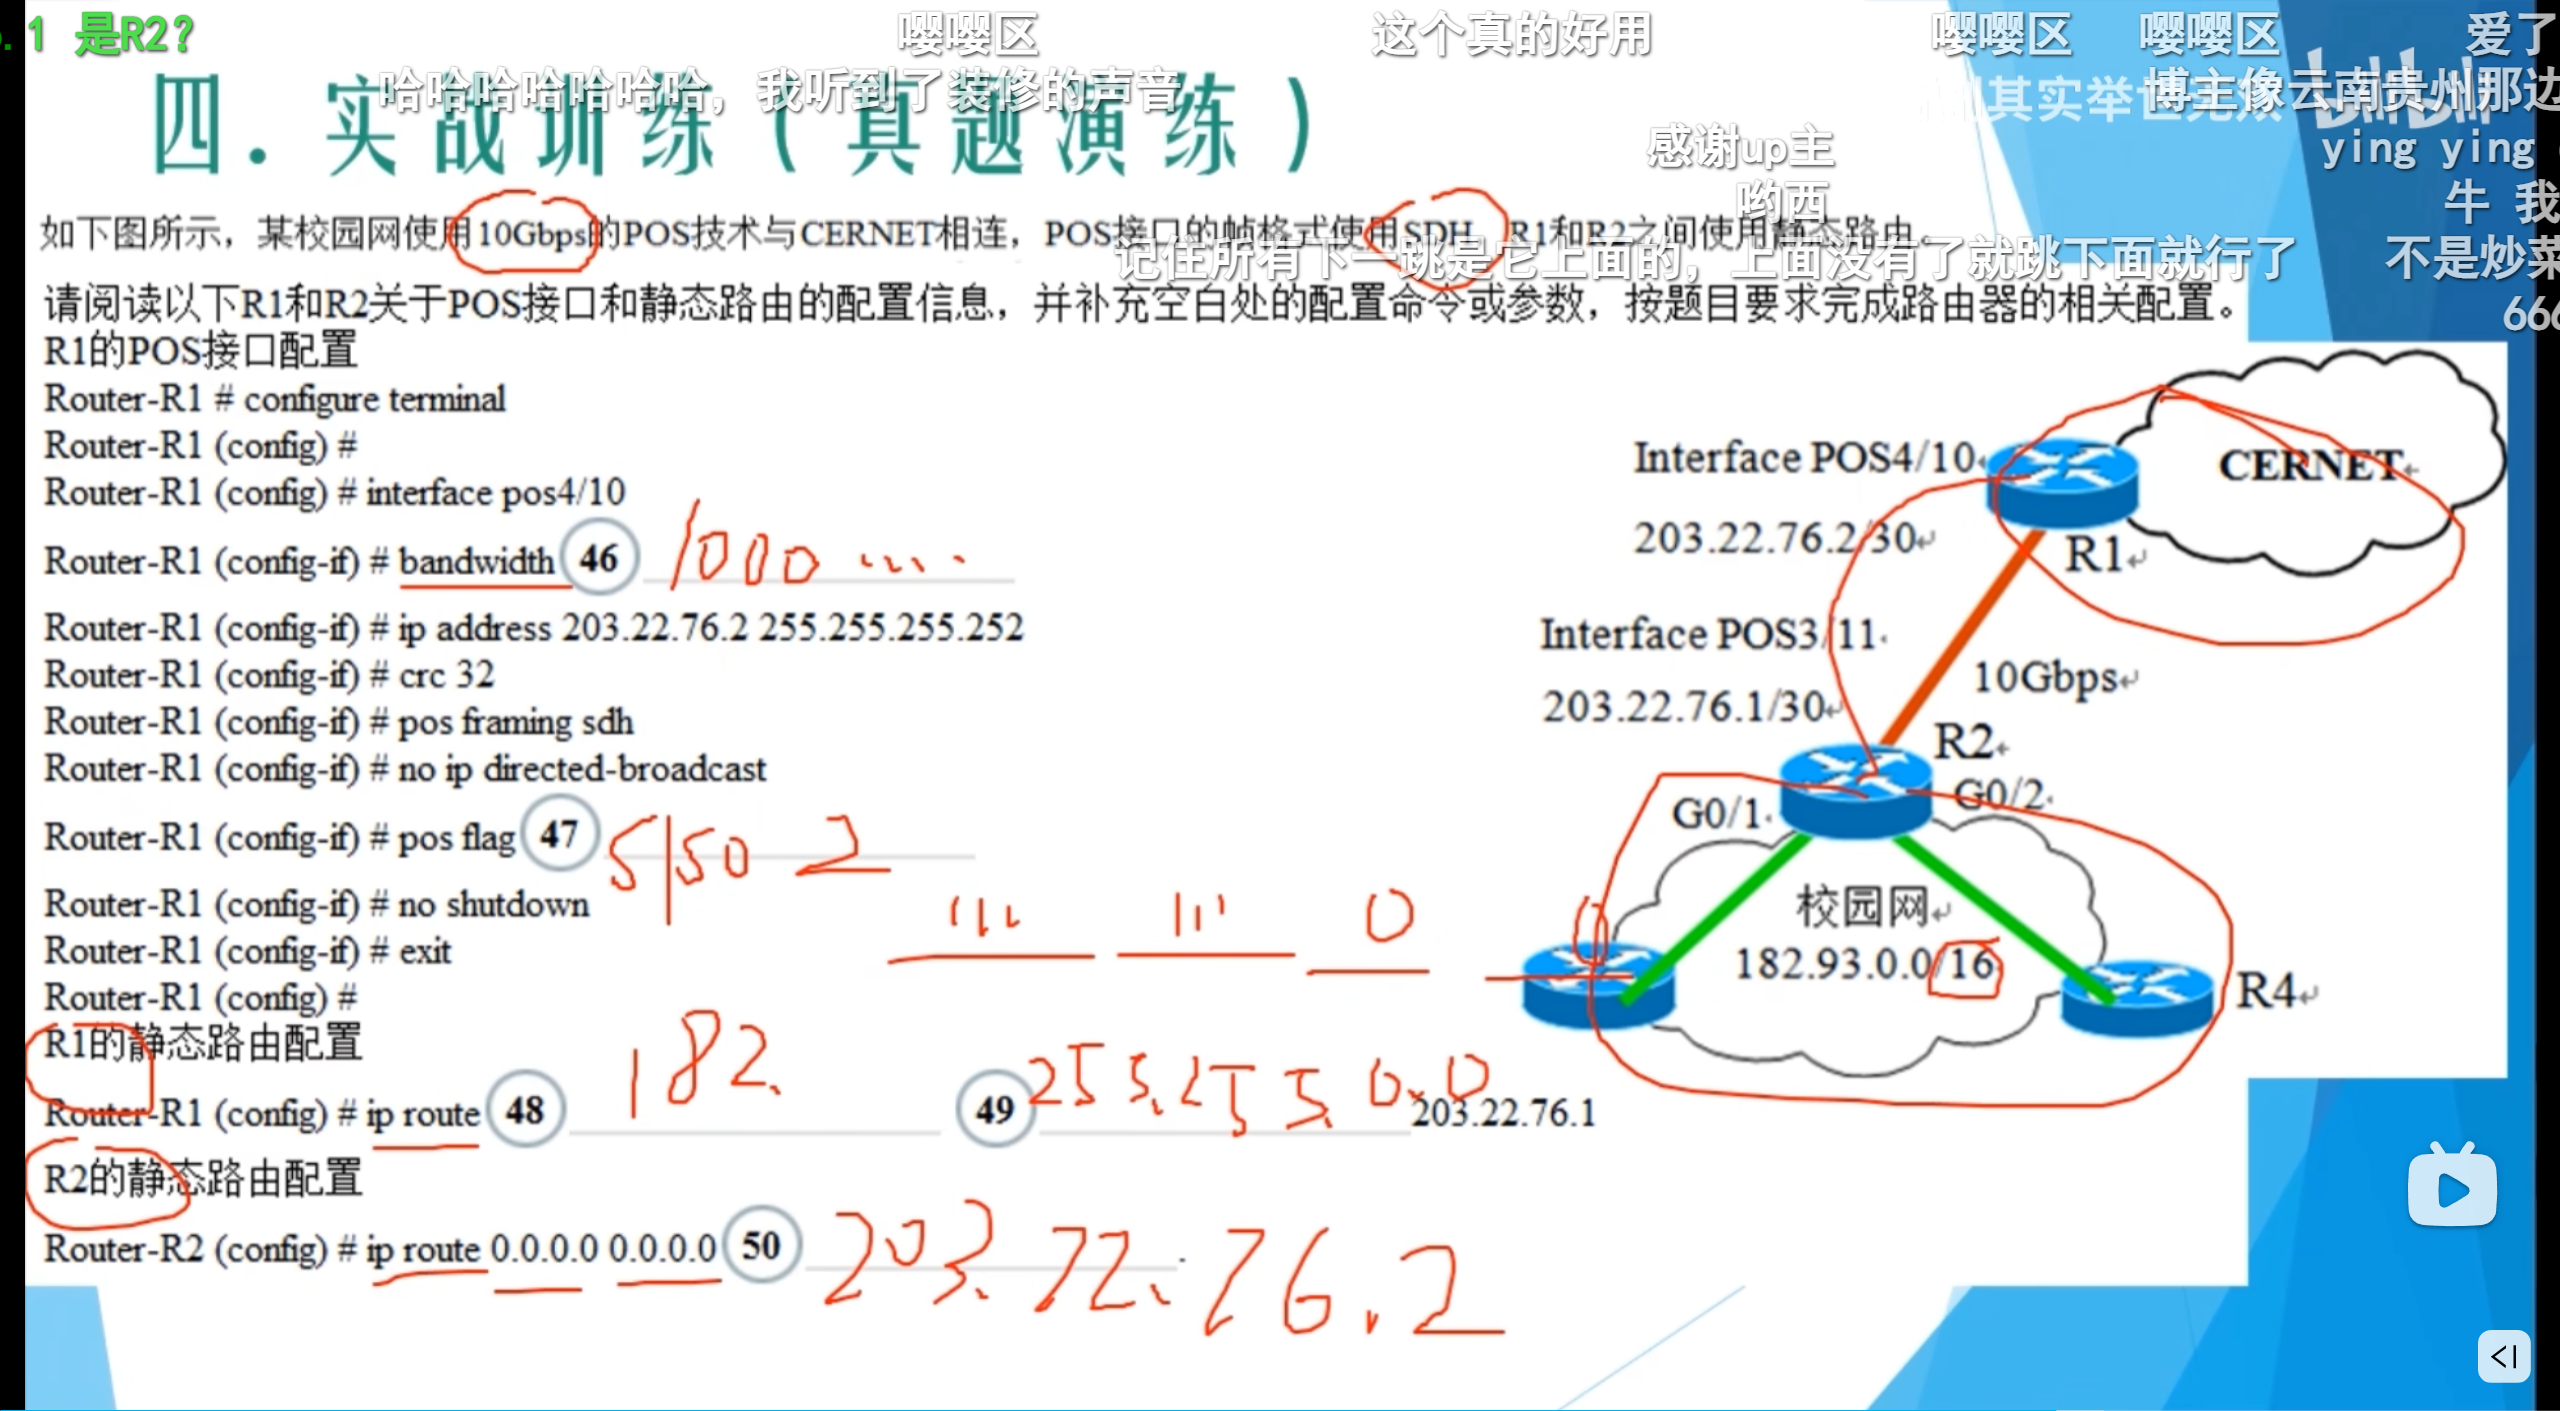 .1 是R2?
嘤嘤区
这个真的好用
嘤嘤区
嘤嘤区
爱了
哈哈哈哈哈哈哈，我听到了装修的声音
博主像云南贵州那边
四．实战训练（真题演练）
感谢up主
bilibili
ying ying
哟西
牛 我
如下图所示，某校园网使用10Gbps的POS技术与CERNET相连，POS接口的帧格式使用SDH，R1和R2之间使用静态路由。
记住所有下一跳是它上面的，上面没有了就跳下面就行了
不是炒菜
请阅读以下R1和R2关于POS接口和静态路由的配置信息，并补充空白处的配置命令或参数，按题目要求完成路由器的相关配置。
666
R1的POS接口配置
Router-R1 # configure terminal
Router-R1 (config) #
Router-R1 (config) # interface pos4/10
Router-R1 (config-if) # bandwidth 46 1000 ....
Router-R1 (config-if) # ip address 203.22.76.2 255.255.255.252
Router-R1 (config-if) # crc 32
Router-R1 (config-if) # pos framing sdh
Router-R1 (config-if) # no ip directed-broadcast
Router-R1 (config-if) # pos flag 47 s1s0 2
Router-R1 (config-if) # no shutdown
Router-R1 (config-if) # exit
Router-R1 (config) #
111 111 0 0
R1的静态路由配置
Router-R1 (config) # ip route 48 182. 49 255.255.0.0 203.22.76.1
R2的静态路由配置
Router-R2 (config) # ip route 0.0.0.0 0.0.0.0 50 203.22.76.2
Interface POS4/10
203.22.76.2/30
CERNET
R1
Interface POS3/11
203.22.76.1/30
10Gbps
R2
G0/1
G0/2
校园网
182.93.0.0/16
R4